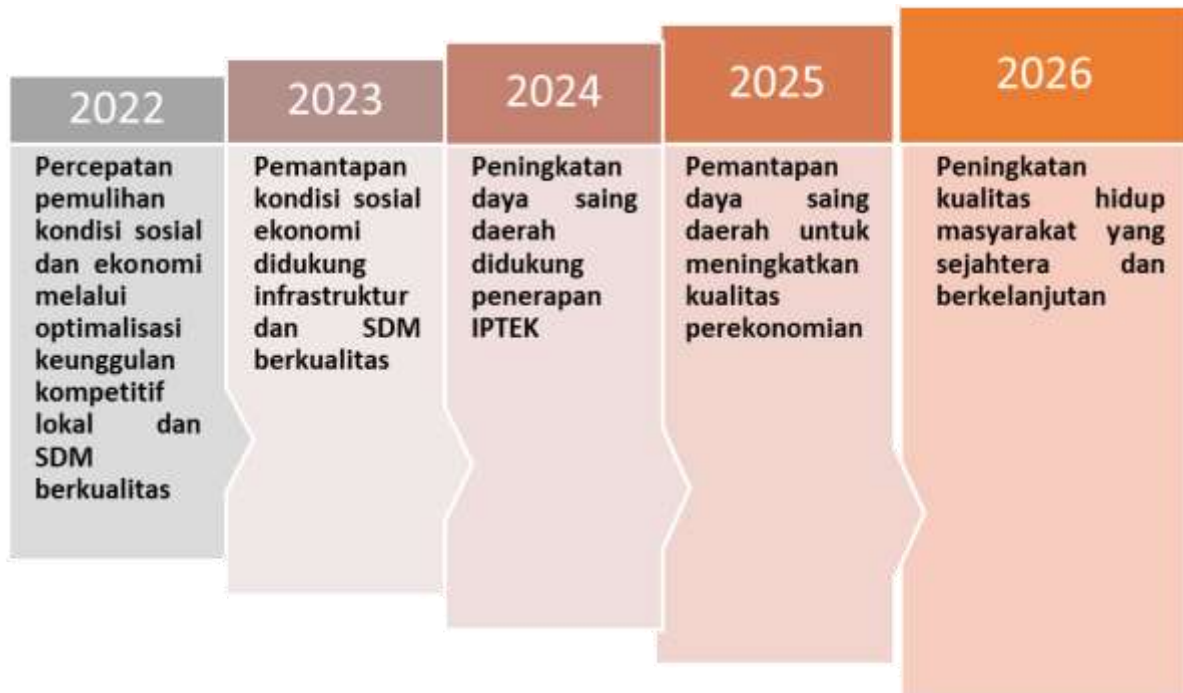 2022
Percepatan
pemulihan
kondisi sosial
dan ekonomi
melalui
optimalisasi
keunggulan
kompetitif
lokal dan
SDM
berkualitas
2023
Pemantapan
kondisi sosial
ekonomi
didukung
infrastruktur
dan SDM
berkualitas
2024
Peningkatan
daya saing
daerah
didukung
penerapan
IPTEK
2025
Pemantapan
daya saing
daerah untuk
meningkatkan
kualitas
perekonomian
2026
Peningkatan
kualitas hidup
masyarakat yang
sejahtera dan
berkelanjutan